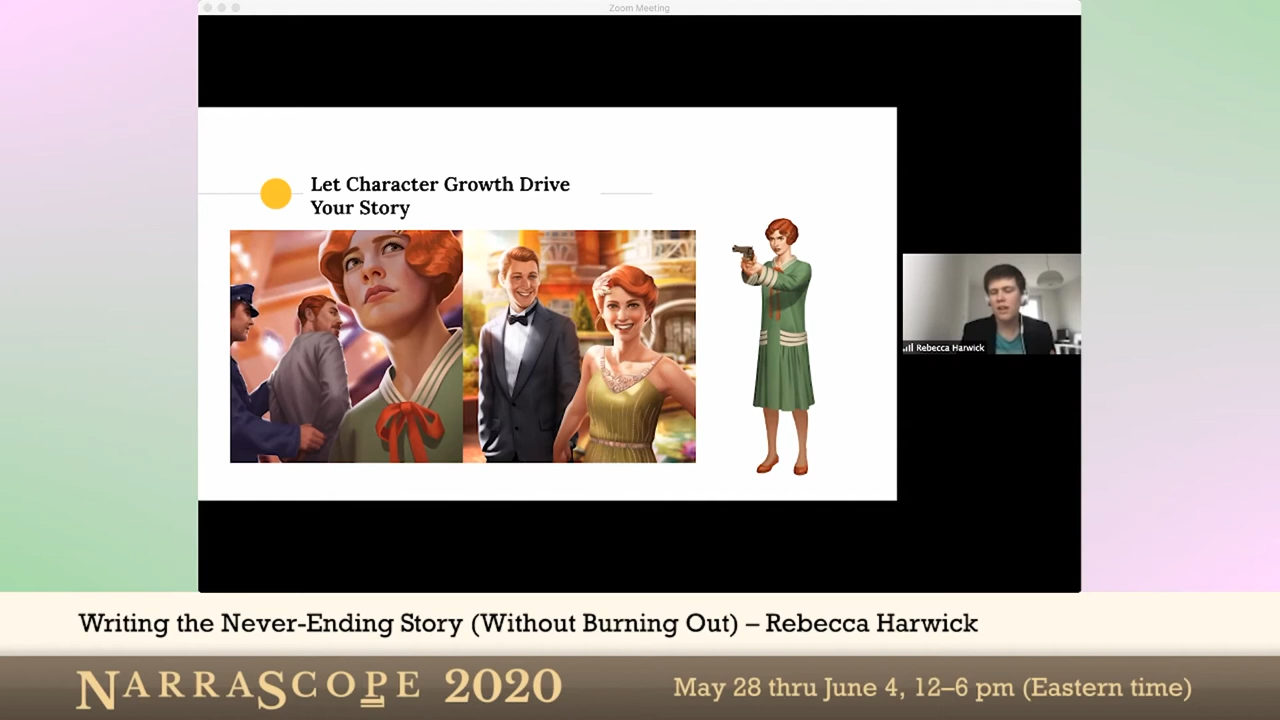 Zoom Meeting
Let Character Growth Drive
Your Story
Rebecca Harwick
Writing the Never-Ending Story (Without Burning Out) – Rebecca Harwick
NARRASCOPE 2020
May 28 thru June 4, 12–6 pm (Eastern time)